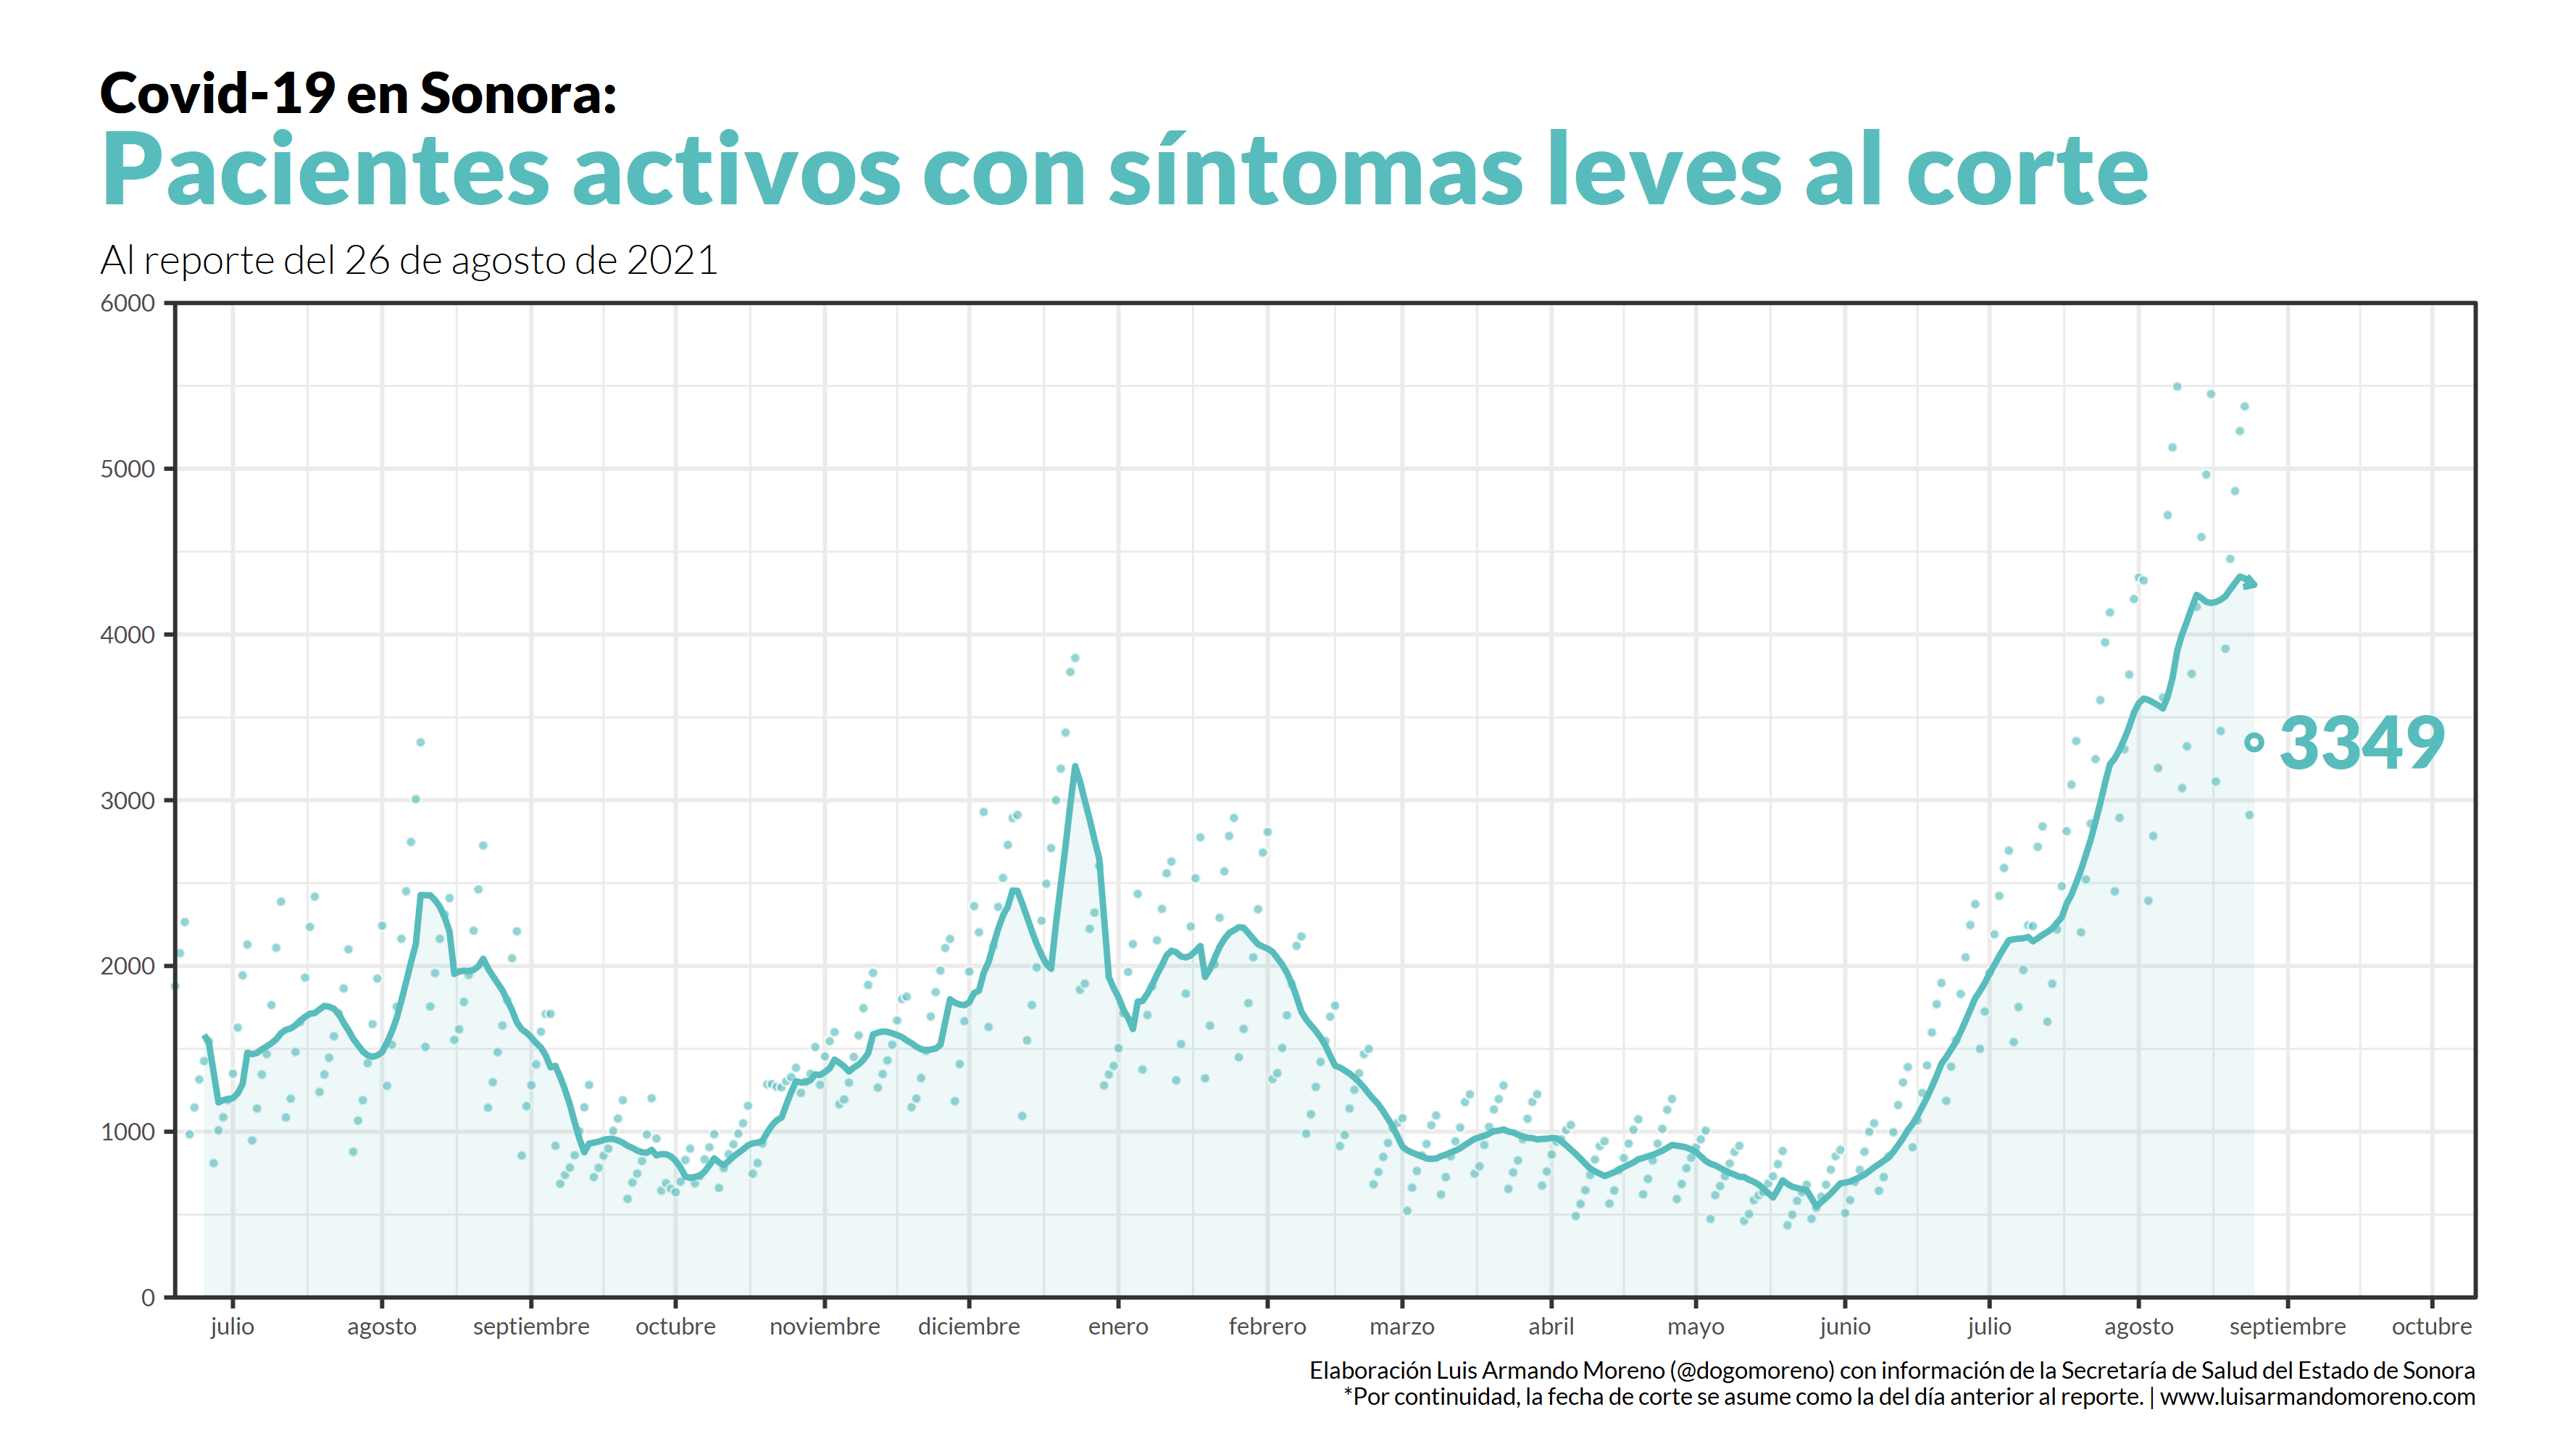 Covid-19 en Sonora:
Pacientes activos con síntomas leves al corte
Al reporte del 26 de agosto de 2021
6000
5000
4000
3000
2000
1000
0
3349
julio agosto septiembre octubre noviembre diciembre enero febrero marzo abril mayo junio julio agosto septiembre octubre
Elaboración Luis Armando Moreno (@dogomoreno) con información de la Secretaría de Salud del Estado de Sonora
*Por continuidad, la fecha de corte se asume como la del día anterior al reporte. | www.luisarmandomoreno.com